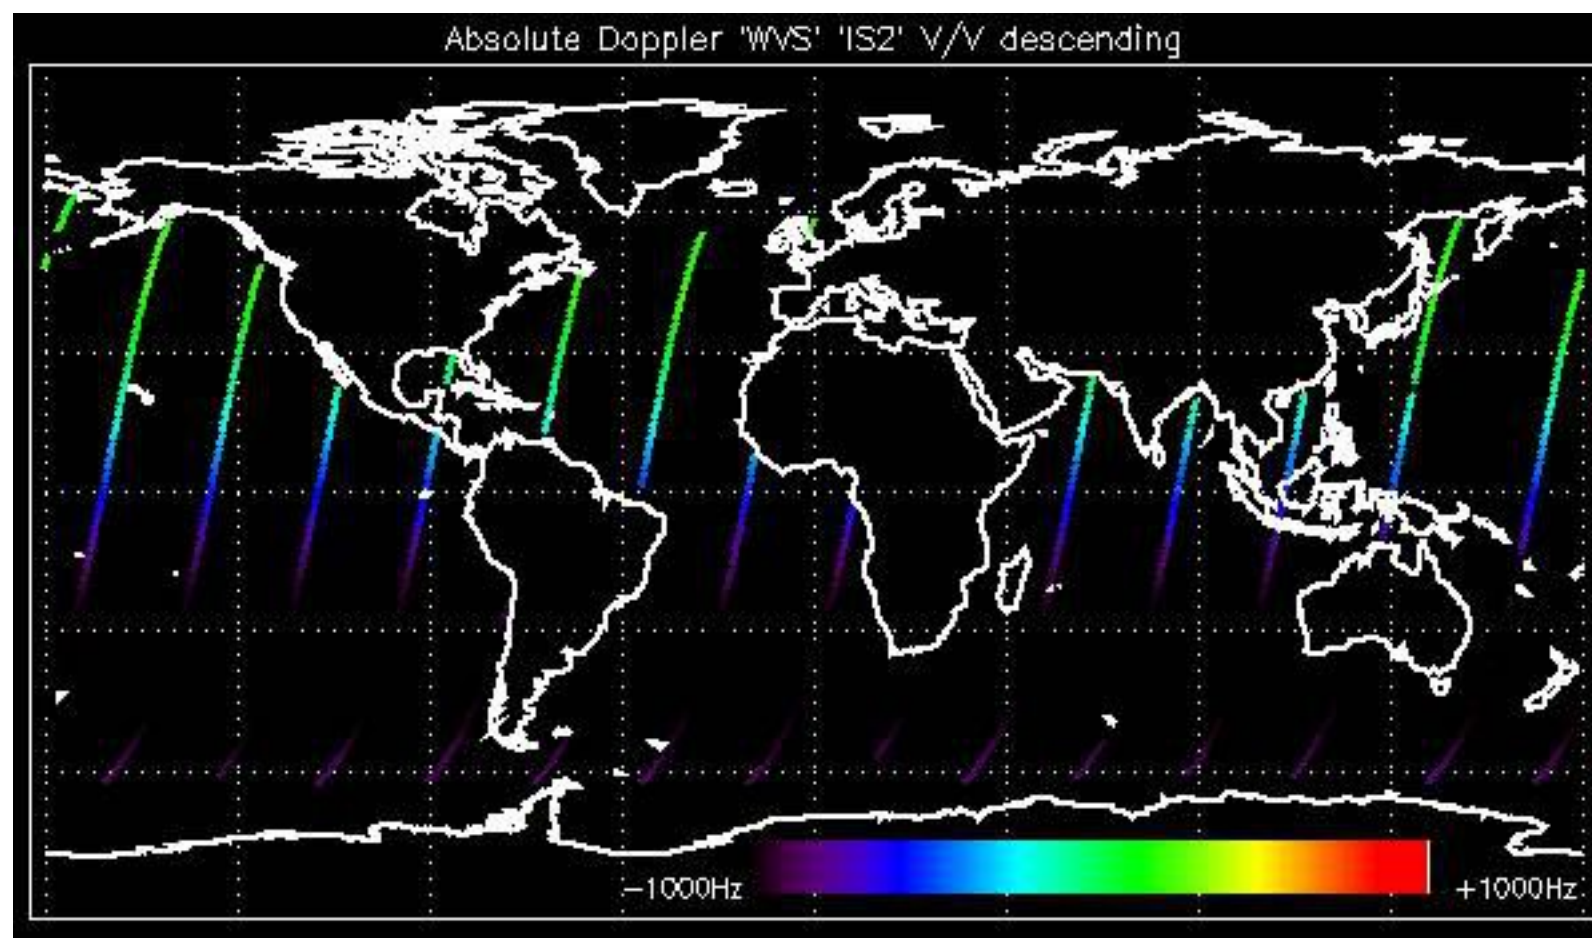 Absolute Doppler 'WVS' 'IS2' V/V descending
-1000Hz
+1000Hz